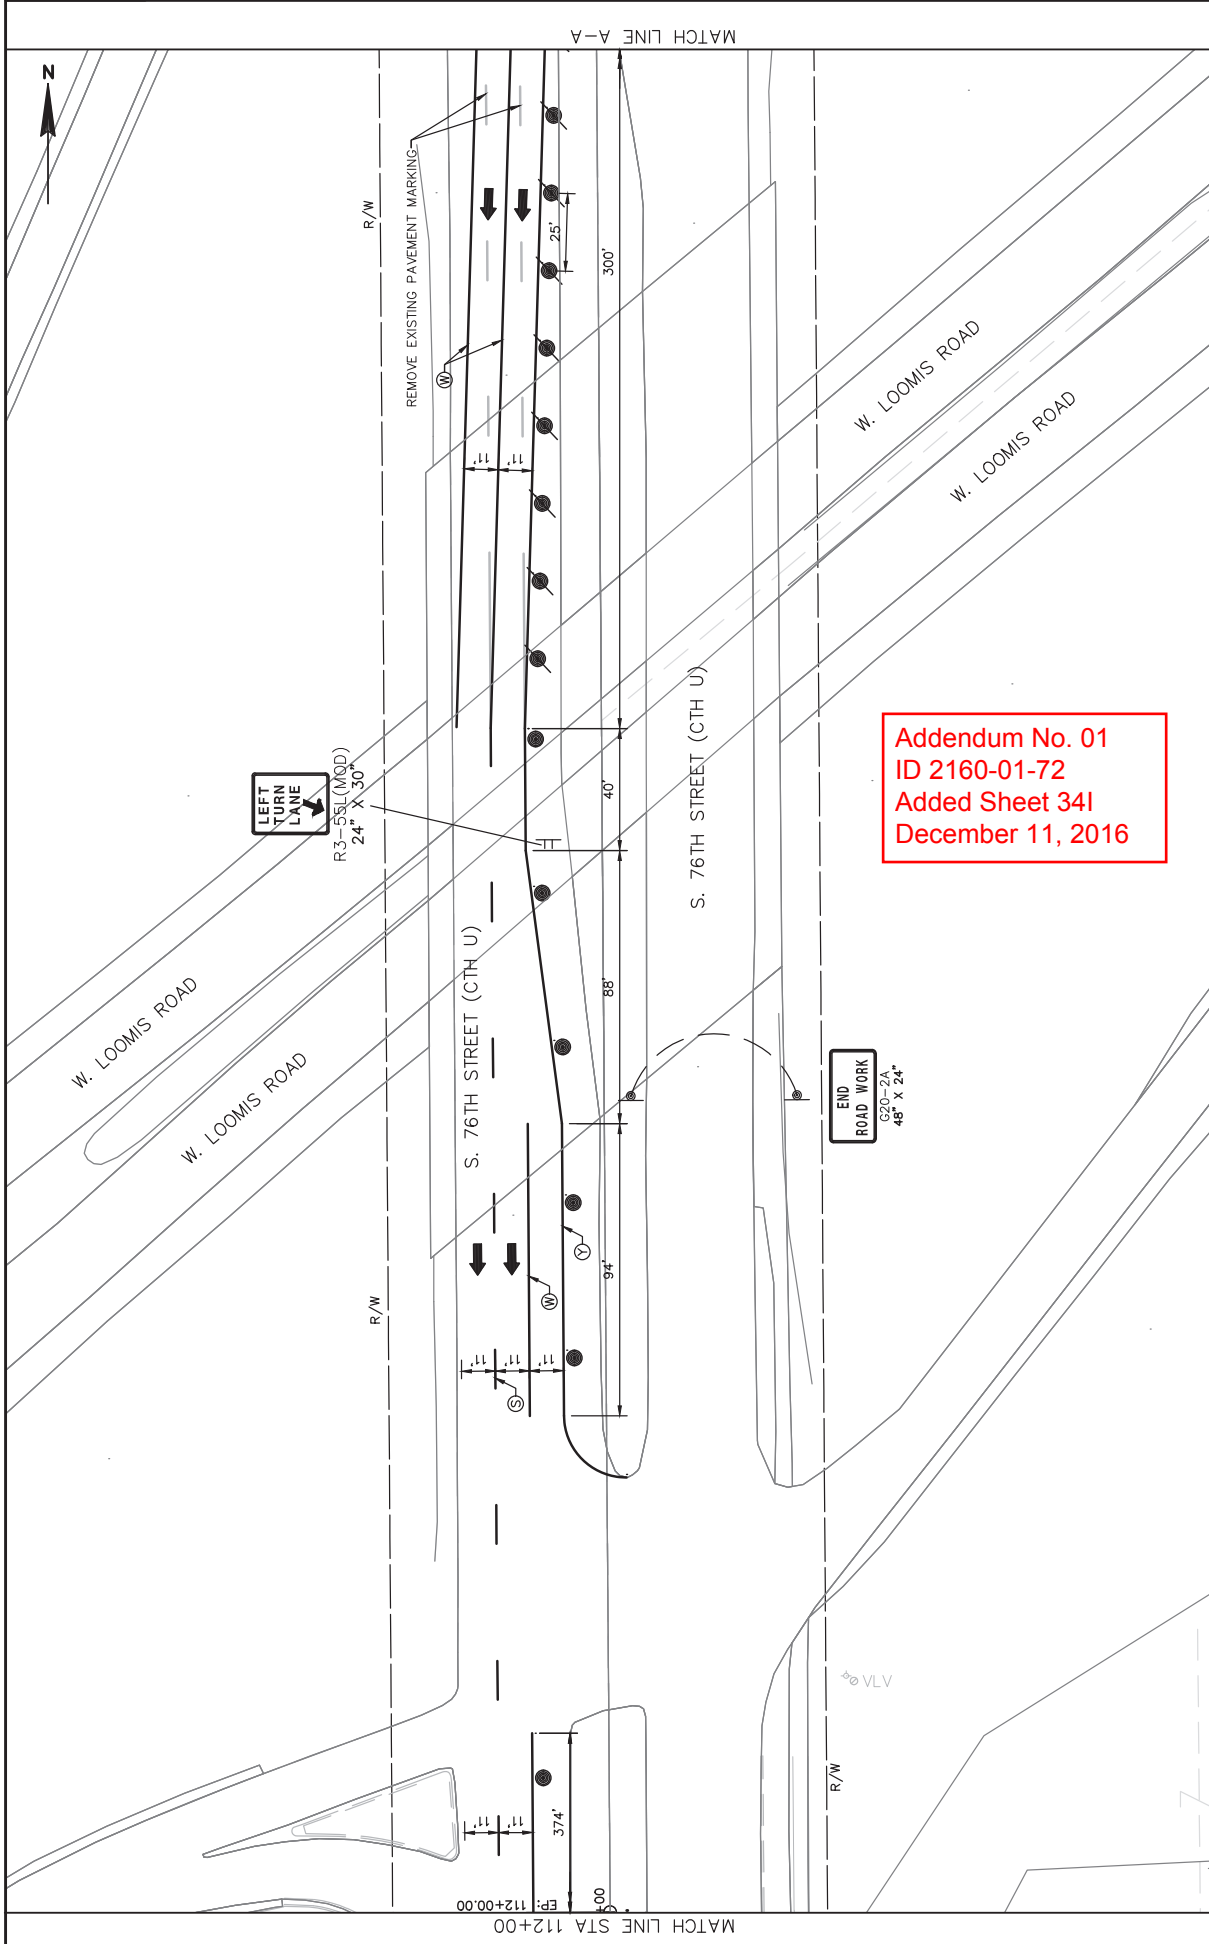 MATCH LINE A-A
N
R/W
REMOVE EXISTING PAVEMENT MARKING
25'
300'
W
11'
11'
W. LOOMIS ROAD
W. LOOMIS ROAD
LEFT
TURN
LANE
R3-55L(MOD)
24" X 30"
40'
S. 76TH STREET (CTH U)
Addendum No. 01
ID 2160-01-72
Added Sheet 34I
December 11, 2016
S. 76TH STREET (CTH U)
88'
W. LOOMIS ROAD
W. LOOMIS ROAD
END
ROAD WORK
G20-2A
48" X 24"
Y
94'
W
R/W
11'
11'
11'
S
VLV
R/W
11'
11'
374'
EP: 112+00.00
+00
MATCH LINE STA 112+00